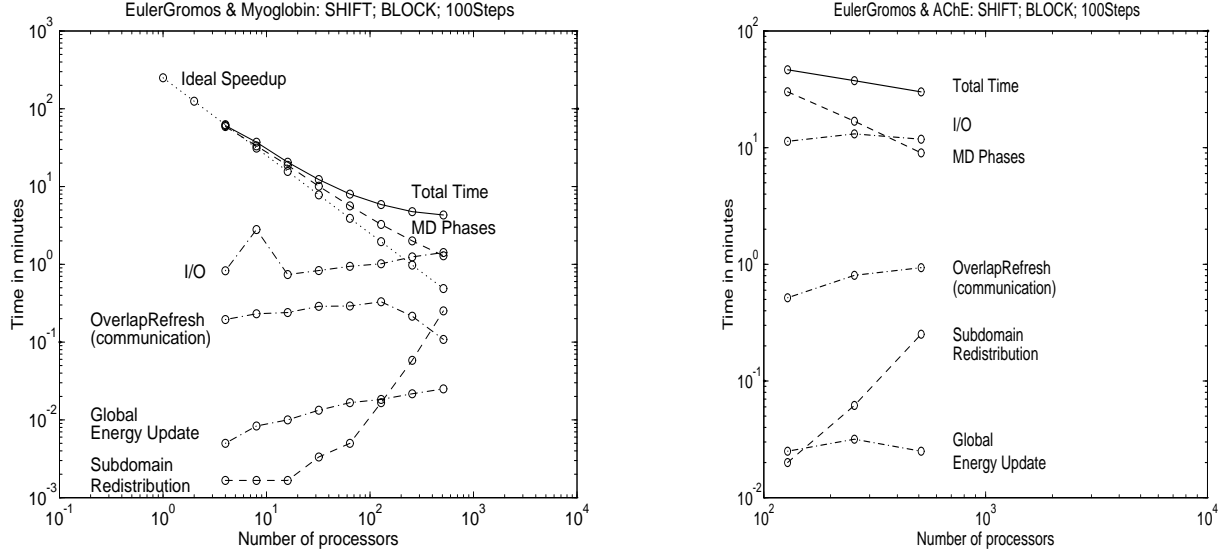 EulerGromos & Myoglobin: SHIFT; BLOCK; 100Steps
10^3
10^2
10^1
10^0
10^-1
10^-2
10^-3
Time in minutes
Ideal Speedup
Total Time
MD Phases
I/O
OverlapRefresh
(communication)
Global
Energy Update
Subdomain
Redistribution
10^-1
10^0
10^1
10^2
10^3
10^4
Number of processors
EulerGromos & AChE: SHIFT; BLOCK; 100Steps
10^2
10^1
10^0
10^-1
10^-2
Time in minutes
Total Time
I/O
MD Phases
OverlapRefresh
(communication)
Subdomain
Redistribution
Global
Energy Update
10^2
10^3
10^4
Number of processors